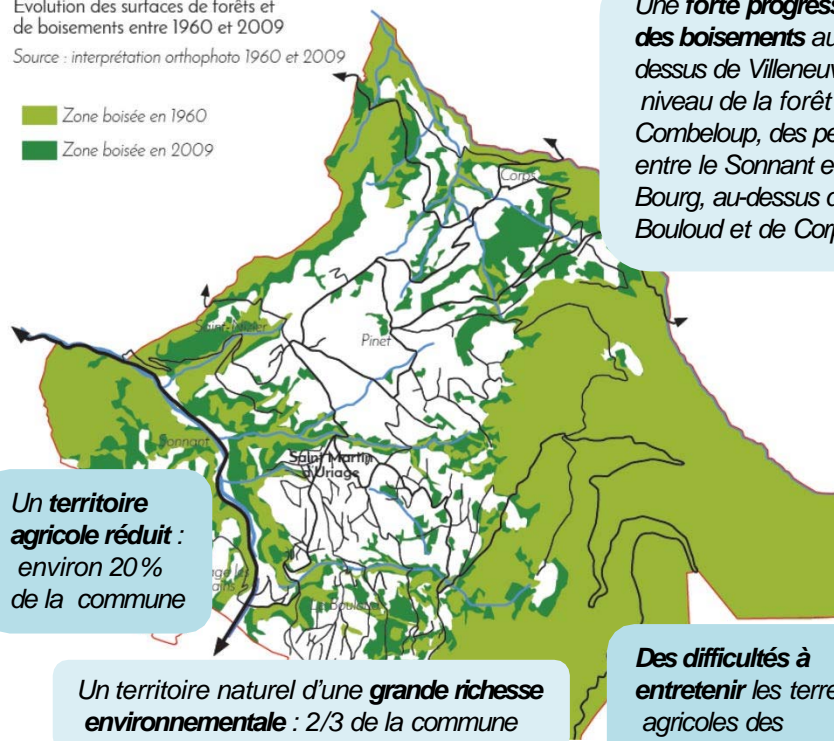 Evolution des surfaces de forêts et
de boisements entre 1960 et 2009
Source : interprétation orthophoto 1960 et 2009
Zone boisée en 1960
Zone boisée en 2009
Une forte progress
des boisements au
dessus de Villeneuv
niveau de la forêt
Combeloup, des pe
entre le Sonnant e
Bourg, au-dessus d
Bouloud et de Corp
Corps
Pinet
Sonnant
Saint Martin
d'Uriage
Un territoire
agricole réduit :
environ 20%
de la commune
Un territoire naturel d'une grande richesse
environnementale : 2/3 de la commune
Des difficultés à
entretenir les terre
agricoles des